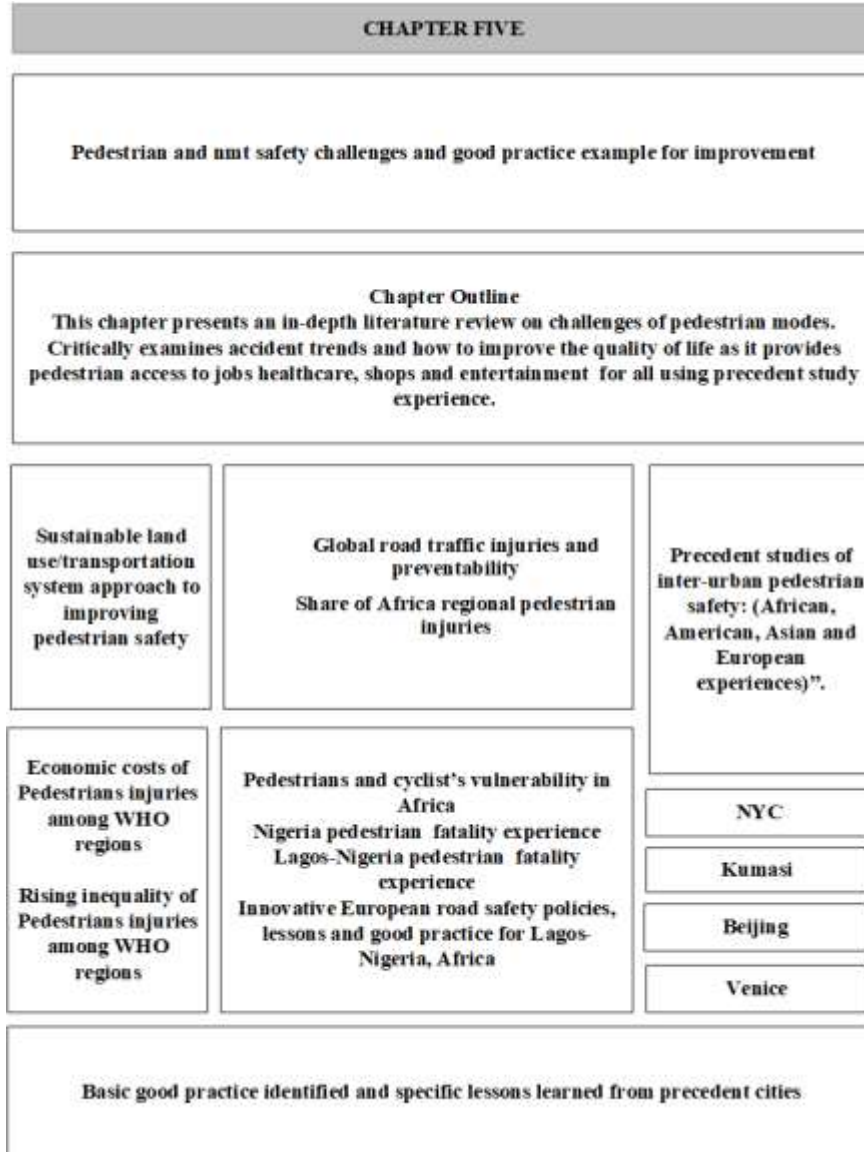 CHAPTER FIVE
Pedestrian and nmt safety challenges and good practice example for improvement
Chapter Outline
This chapter presents an in-depth literature review on challenges of pedestrian modes.
Critically examines accident trends and how to improve the quality of life as it provides
pedestrian access to jobs healthcare, shops and entertainment for all using precedent study
experience.
Sustainable land
use/transportation
system approach to
improving
pedestrian safety
Global road traffic injuries and
preventability
Share of Africa regional pedestrian
injuries
Precedent studies of
inter-urban pedestrian
safety: (African,
American, Asian and
European
experiences)”.
Economic costs of
Pedestrians injuries
among WHO
regions
Rising inequality of
Pedestrians injuries
among WHO
regions
Pedestrians and cyclist’s vulnerability in
Africa
Nigeria pedestrian fatality experience
Lagos-Nigeria pedestrian fatality
experience
Innovative European road safety policies,
lessons and good practice for Lagos-
Nigeria, Africa
NYC
Kumasi
Beijing
Venice
Basic good practice identified and specific lessons learned from precedent cities